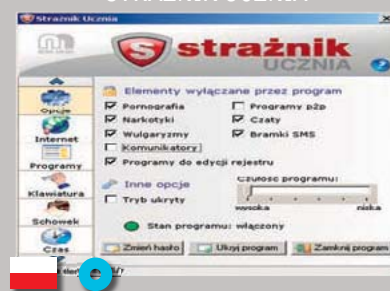 Strażnik Ucznia
strażnik
UCZNIA
Opcje
Internet
Programy
Klawiatura
Schowek
Czas
Elementy wyłączane przez program
Pornografia
Programy p2p
Narkotyki
Czaty
Wulgaryzmy
Bramki SMS
Komunikatory
Programy do edycji rejestru
Inne opcje
Czułość programu:
Tryb ukryty
wysoka niska
Stan programu: włączony
Zmień hasło
Ukryj program
Zamknij program